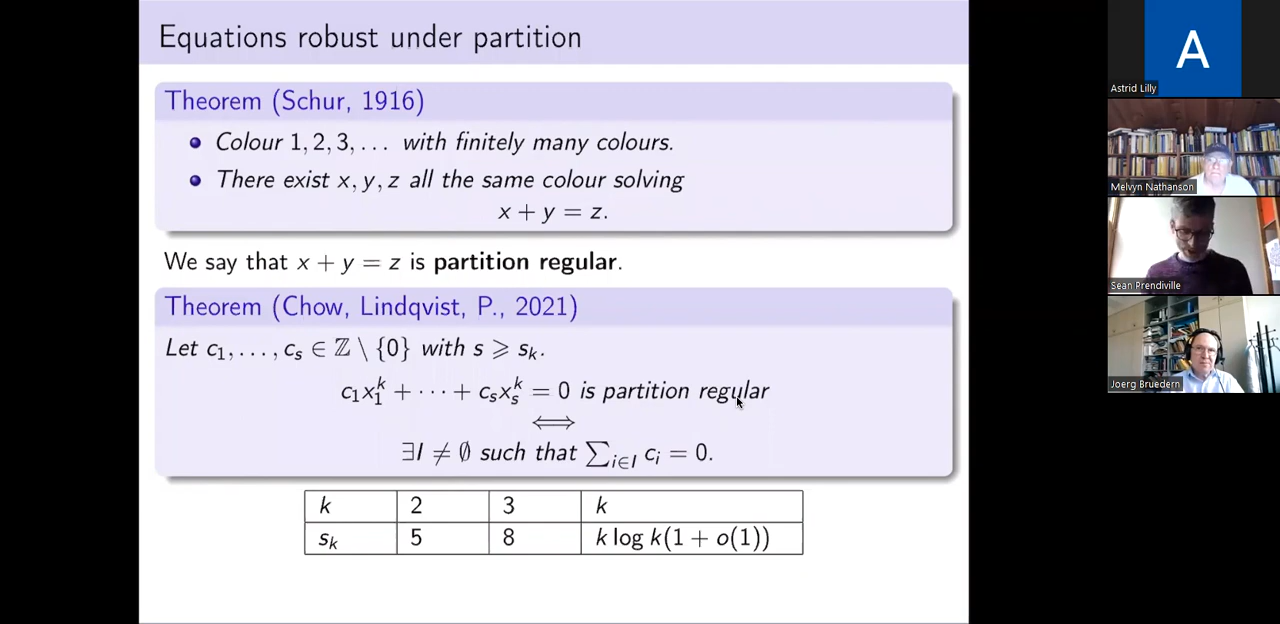 Equations robust under partition
Theorem (Schur, 1916)
Colour 1, 2, 3, . . . with finitely many colours.
There exist x, y, z all the same colour solving
x + y = z.
We say that x + y = z is partition regular.
Theorem (Chow, Lindqvist, P., 2021)
Let c₁, . . . , cₛ ∈ ℤ \ {0} with s ⩾ sₖ.
c₁x₁ᵏ + · · · + cₛxₛᵏ = 0 is partition regular
⟺
∃I ≠ ∅ such that ∑_{i∈I} cᵢ = 0.
k 2 3 k
sₖ 5 8 k log k(1 + o(1))
A
Astrid Lilly
Melvyn Nathanson
Sean Prendiville
Joerg Bruedern